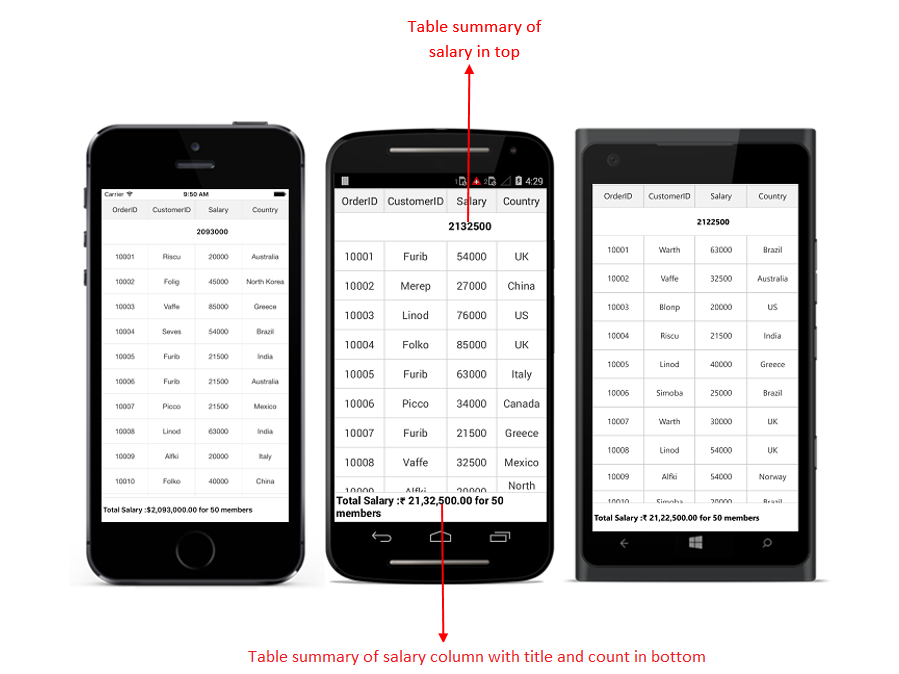 Table summary of
salary in top
Carrier 9:50 AM
OrderID CustomerID Salary Country
2093000
10001 Riscu 20000 Australia
10002 Folig 45000 North Korea
10003 Vaffe 85000 Greece
10004 Seves 54000 Brazil
10005 Furib 21500 India
10006 Furib 21500 Australia
10007 Picco 21500 Mexico
10008 Linod 63000 India
10009 Alfki 20000 Italy
10010 Folko 40000 China
Total Salary :$2,093,000.00 for 50 members
1 2 4:29
OrderID CustomerID Salary Country
2132500
10001 Furib 54000 UK
10002 Merep 27000 China
10003 Linod 76000 US
10004 Folko 85000 UK
10005 Furib 63000 Italy
10006 Picco 34000 Canada
10007 Furib 21500 Greece
10008 Vaffe 32500 Mexico
10009 Alfki 20000 North
Total Salary :₹ 21,32,500.00 for 50
members
OrderID CustomerID Salary Country
2122500
10001 Warth 63000 Brazil
10002 Vaffe 32500 Australia
10003 Blonp 20000 US
10004 Riscu 21500 India
10005 Linod 40000 Greece
10006 Simoba 25000 Brazil
10007 Warth 30000 UK
10008 Linod 54000 UK
10009 Alfki 54000 Norway
10010 Simoba 20000 Brazil
Total Salary :₹ 21,22,500.00 for 50 members
Table summary of salary column with title and count in bottom